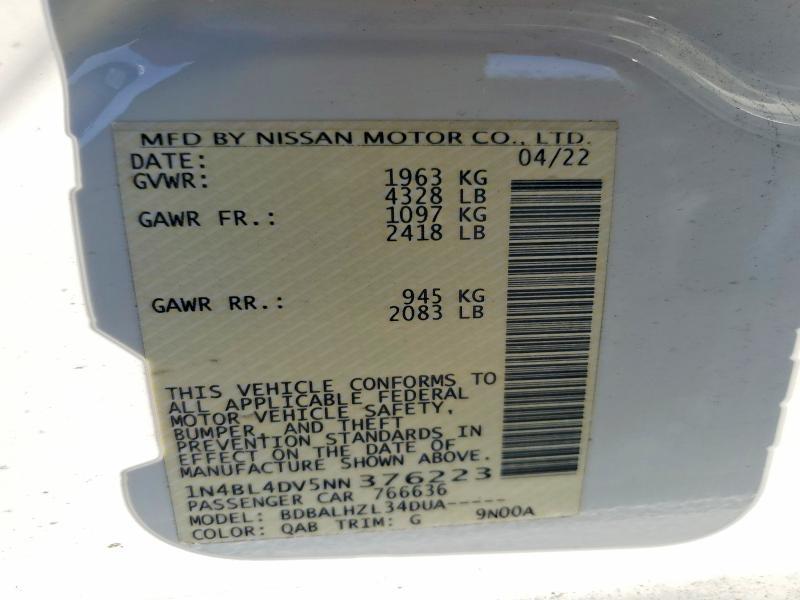 MFD BY NISSAN MOTOR CO., LTD.
DATE: 04/22
GVWR: 1963 KG
4328 LB
GAWR FR.: 1097 KG
2418 LB
GAWR RR.: 945 KG
2083 LB
THIS VEHICLE CONFORMS TO
ALL APPLICABLE FEDERAL
MOTOR VEHICLE SAFETY,
BUMPER, AND THEFT
PREVENTION STANDARDS IN
EFFECT ON THE DATE OF
MANUFACTURE SHOWN ABOVE.
1N4BL4DV5NN376223
PASSENGER CAR 766636
MODEL: BDBALHZL34DUA-----
COLOR: QAB TRIM: G 9N00A